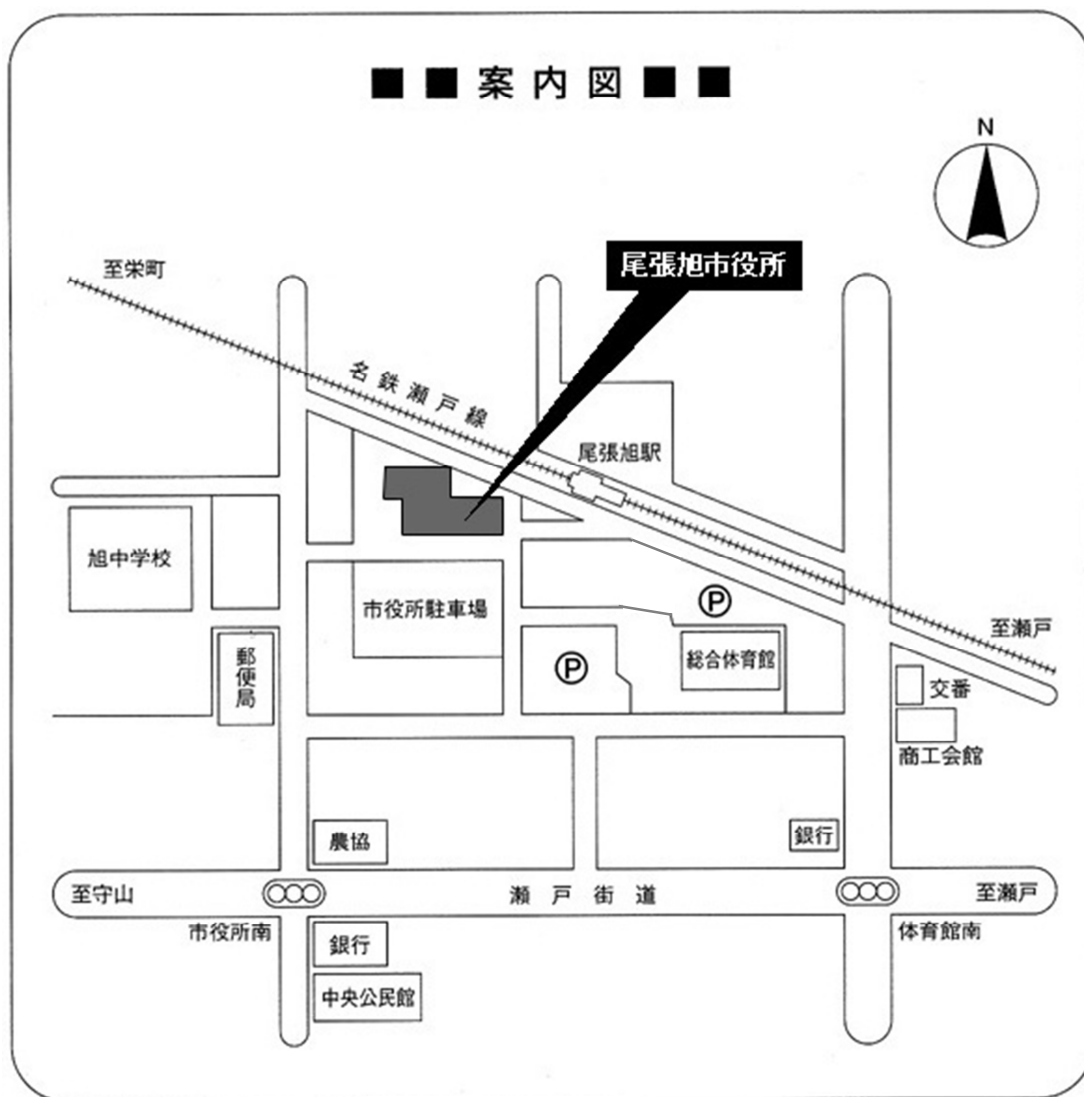 ■ ■ 案 内 図 ■ ■
N
尾張旭市役所
至栄町
名鉄瀬戸線
尾張旭駅
旭中学校
市役所駐車場
P
至瀬戸
郵便局
P
総合体育館
交番
商工会館
農協
銀行
至守山
瀬戸街道
至瀬戸
市役所南
体育館南
銀行
中央公民館